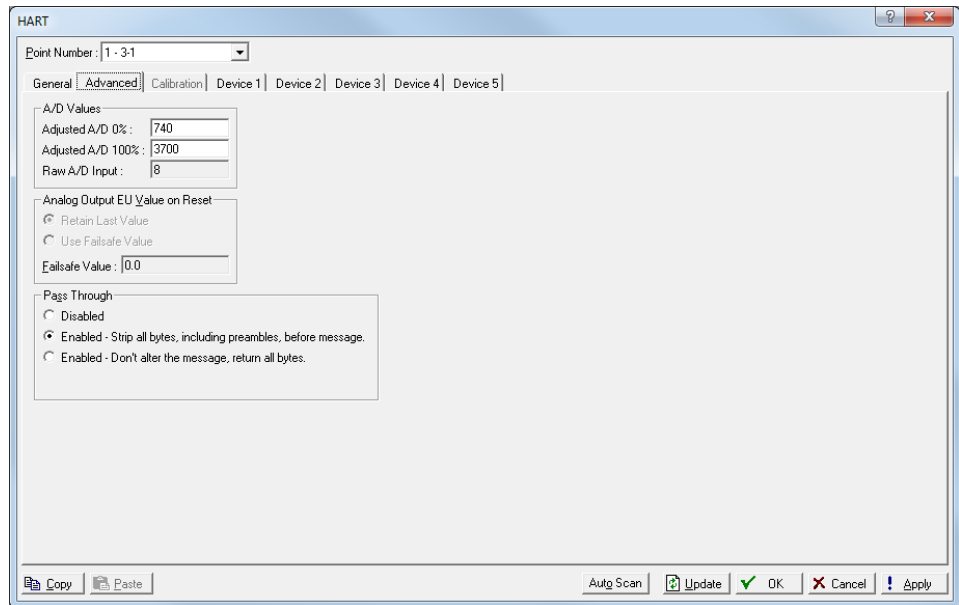 HART
Point Number : 1 - 3-1
General Advanced Calibration Device 1 Device 2 Device 3 Device 4 Device 5
A/D Values
Adjusted A/D 0% : 740
Adjusted A/D 100% : 3700
Raw A/D Input : 8
Analog Output EU Value on Reset
Retain Last Value
Use Failsafe Value
Failsafe Value : 0.0
Pass Through
Disabled
Enabled - Strip all bytes, including preambles, before message.
Enabled - Don't alter the message, return all bytes.
Copy Paste Auto Scan Update OK Cancel Apply